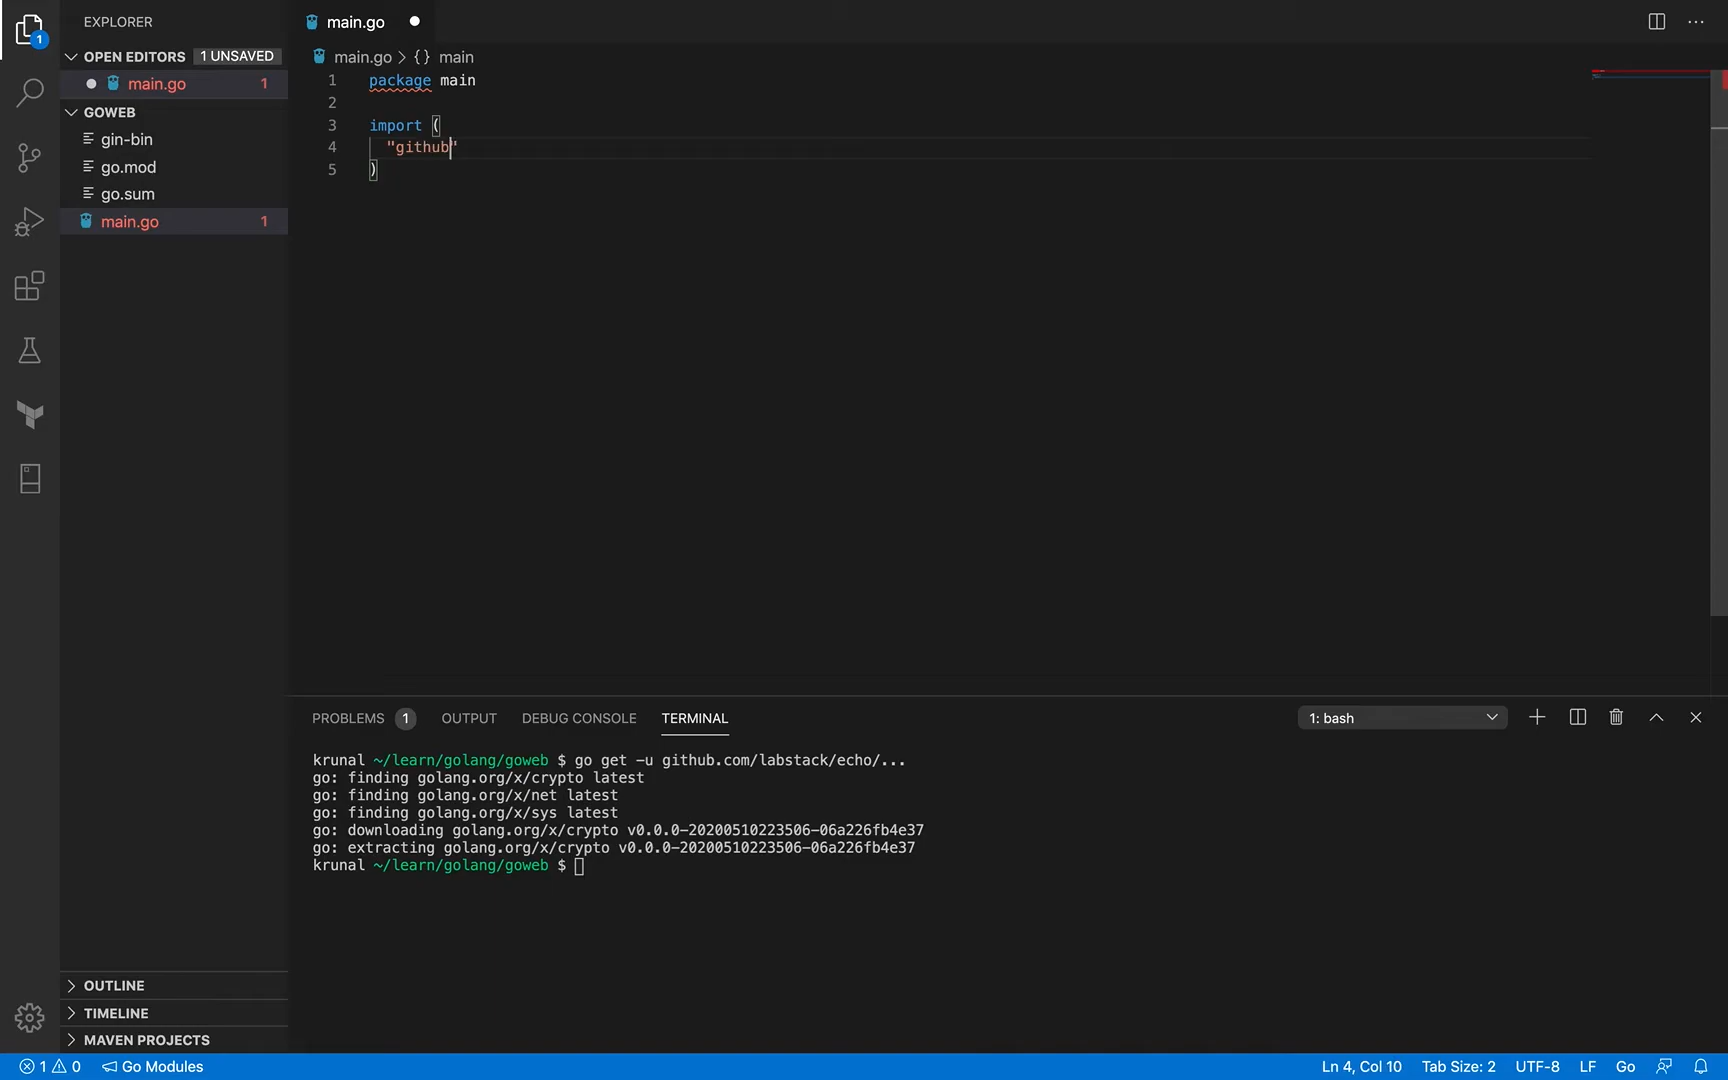 EXPLORER
main.go
OPEN EDITORS 1 UNSAVED
main.go 1
GOWEB
gin-bin
go.mod
go.sum
main.go 1
1
OUTLINE
TIMELINE
MAVEN PROJECTS
main.go > {} main
1 package main
2
3 import (
4 "github"
5 )
PROBLEMS 1 OUTPUT DEBUG CONSOLE TERMINAL
1: bash
krunal ~/learn/golang/goweb $ go get -u github.com/labstack/echo/...
go: finding golang.org/x/crypto latest
go: finding golang.org/x/net latest
go: finding golang.org/x/sys latest
go: downloading golang.org/x/crypto v0.0.0-20200510223506-06a226fb4e37
go: extracting golang.org/x/crypto v0.0.0-20200510223506-06a226fb4e37
krunal ~/learn/golang/goweb $
1 0 Go Modules
Ln 4, Col 10 Tab Size: 2 UTF-8 LF Go